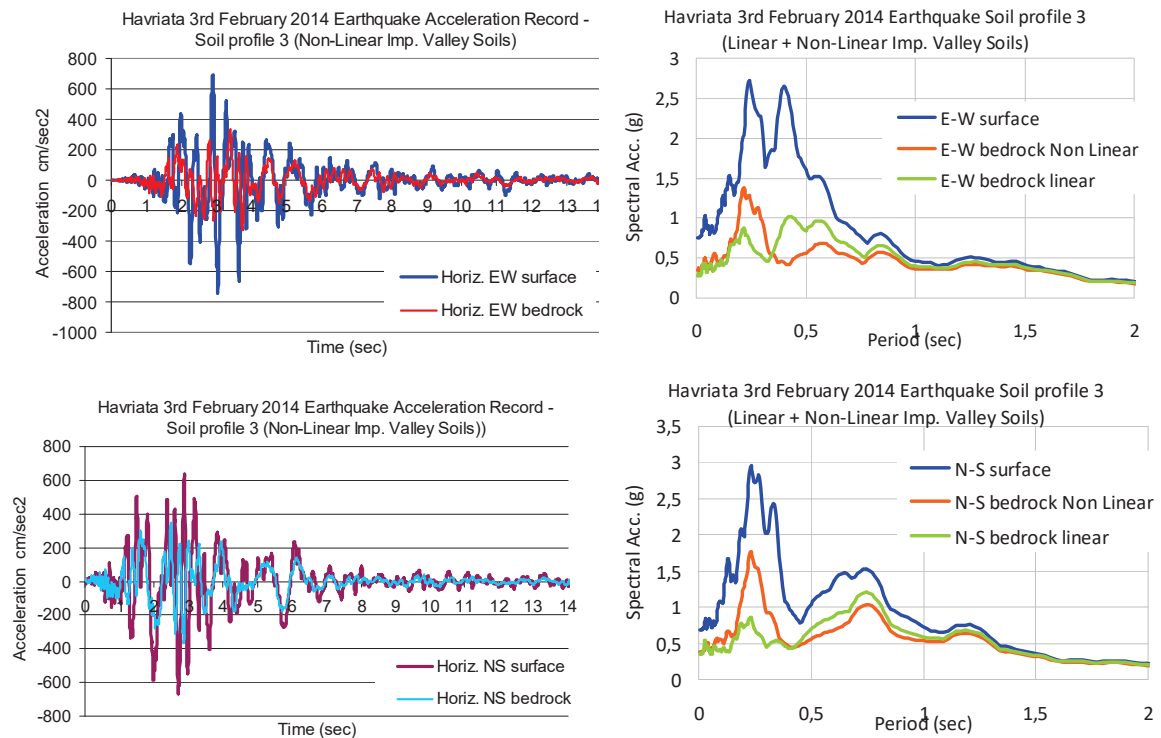 Havriata 3rd February 2014 Earthquake Acceleration Record -
Soil profile 3 (Non-Linear Imp. Valley Soils)
800
600
400
200
0
-200
-400
-600
-800
-1000
0 1 2 3 4 5 6 7 8 9 10 11 12 13 1
Acceleration cm/sec2
Horiz. EW surface
Horiz. EW bedrock
Time (sec)
Havriata 3rd February 2014 Earthquake Soil profile 3
(Linear + Non-Linear Imp. Valley Soils)
3
2,5
2
1,5
1
0,5
0
Spectral Acc. (g)
E-W surface
E-W bedrock Non Linear
E-W bedrock linear
0 0,5 1 1,5 2
Period (sec)
Havriata 3rd February 2014 Earthquake Acceleration Record -
Soil profile 3 (Non-Linear Imp. Valley Soils))
800
600
400
200
0
-200
-400
-600
-800
0 1 2 3 4 5 6 7 8 9 10 11 12 13 14
Acceleration cm/sec2
Horiz. NS surface
Horiz. NS bedrock
Time (sec)
Havriata 3rd February 2014 Earthquake Soil profile 3
(Linear + Non-Linear Imp. Valley Soils)
3,5
3
2,5
2
1,5
1
0,5
0
Spectral Acc. (g)
N-S surface
N-S bedrock Non Linear
N-S bedrock linear
0 0,5 1 1,5 2
Period (sec)